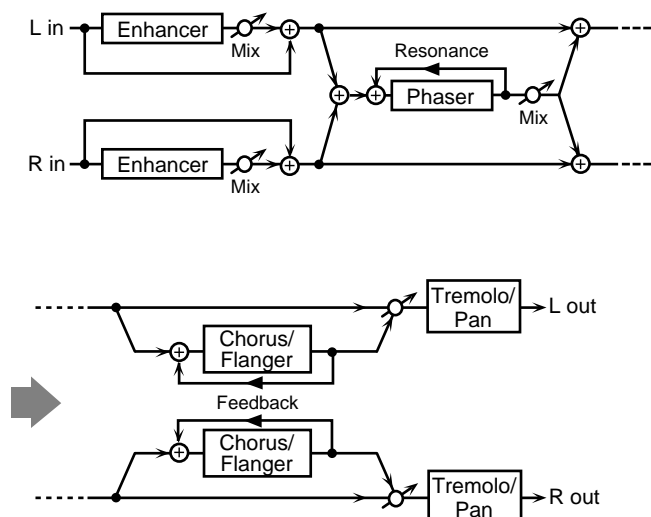 L in
Enhancer
Mix
Resonance
Phaser
Mix
R in
Enhancer
Mix
Tremolo/
Pan
L out
Chorus/
Flanger
Feedback
Chorus/
Flanger
Tremolo/
Pan
R out